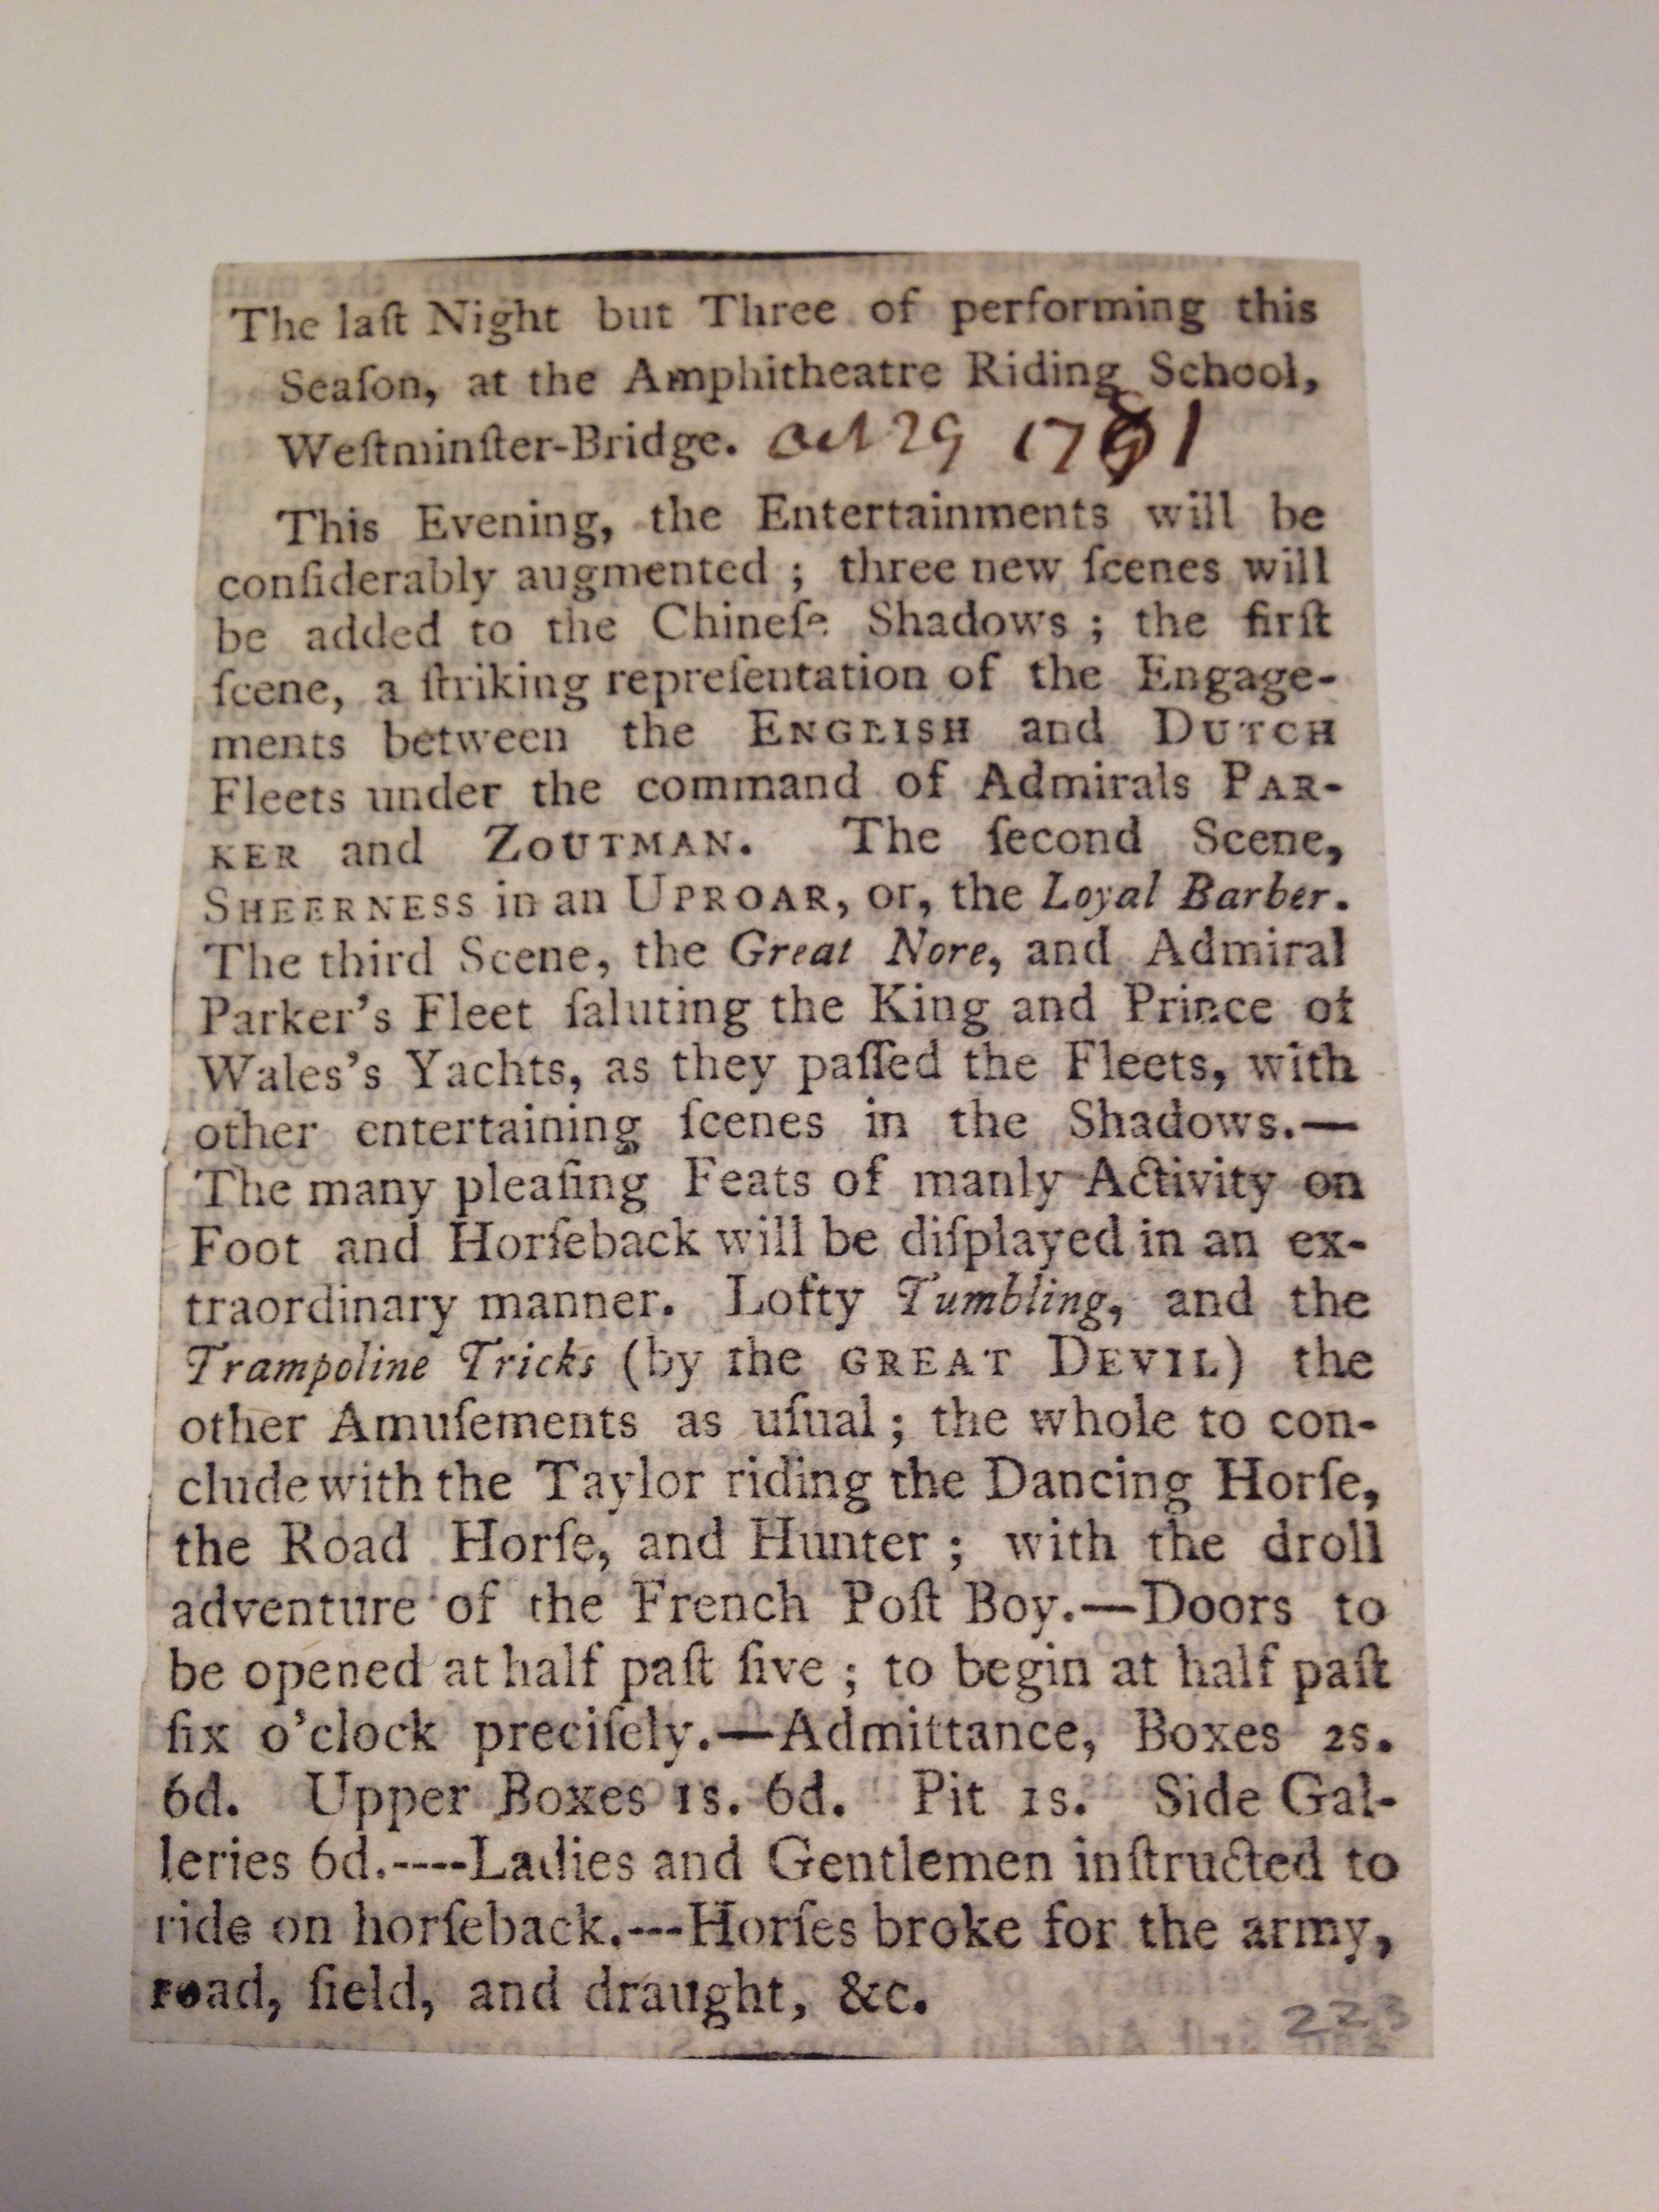 The laſt Night but Three of performing this
Seaſon, at the Amphitheatre Riding School,
Weſtminſter-Bridge. Oct 29 1781
This Evening, the Entertainments will be
conſiderably augmented ; three new ſcenes will
be added to the Chineſe Shadows ; the firſt
ſcene, a ſtriking repreſentation of the Engage-
ments between the ENGLISH and DUTCH
Fleets under the command of Admirals PAR-
KER and ZOUTMAN. The ſecond Scene,
SHEERNESS in an UPROAR, or, the Loyal Barber.
The third Scene, the Great Nore, and Admiral
Parker's Fleet ſaluting the King and Prince of
Wales's Yachts, as they paſſed the Fleets, with
other entertaining ſcenes in the Shadows.—
The many pleaſing Feats of manly Activity on
Foot and Horſeback will be diſplayed in an ex-
traordinary manner. Lofty Tumbling, and the
Trampoline Tricks (by the GREAT DEVIL) the
other Amuſements as uſual ; the whole to con-
clude with the Taylor riding the Dancing Horſe,
the Road Horſe, and Hunter ; with the droll
adventure of the French Poſt Boy.—Doors to
be opened at half paſt five ; to begin at half paſt
ſix o'clock preciſely.—Admittance, Boxes 2s.
6d. Upper Boxes 1s. 6d. Pit 1s. Side Gal-
leries 6d.----Ladies and Gentlemen inſtructed to
ride on horſeback.---Horſes broke for the army,
road, field, and draught, &c.
223